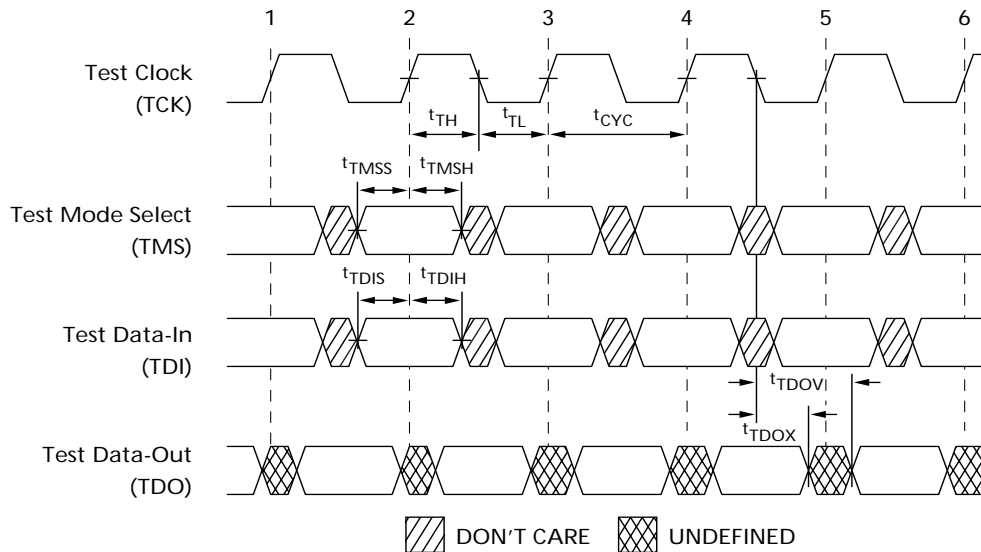 1 2 3 4 5 6
Test Clock
(TCK)
tTH tTL tCYC
tTMSS tTMSH
Test Mode Select
(TMS)
tTDIS tTDIH
Test Data-In
(TDI)
tTDOV
tTDOX
Test Data-Out
(TDO)
DON'T CARE UNDEFINED